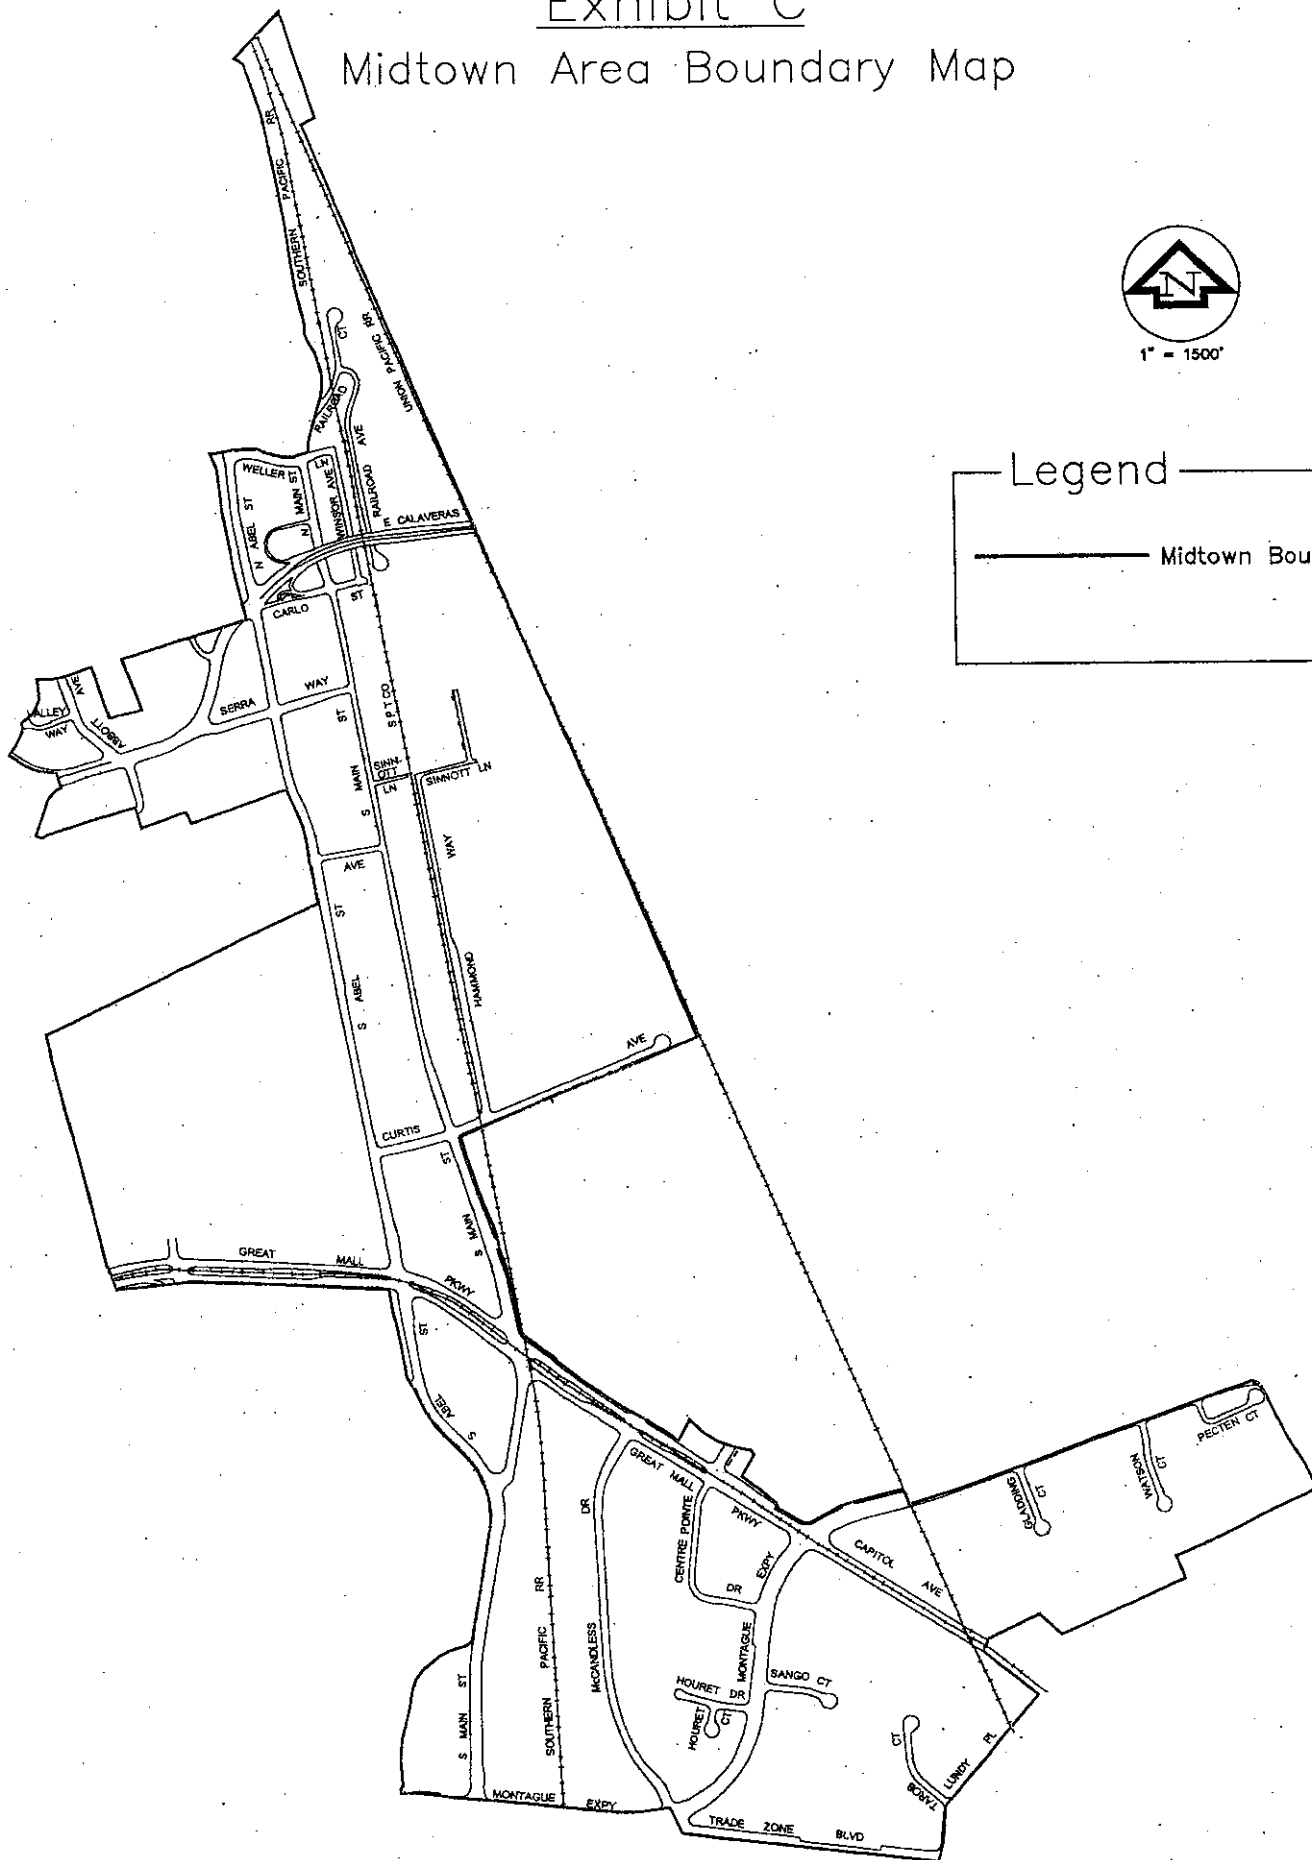 Exhibit C
Midtown Area Boundary Map
N
1" = 1500'
Legend
Midtown Bou
SOUTHERN PACIFIC RR
UNION PACIFIC RR
RAILROAD CT
RAILROAD AVE
WELLER LN
N ABEL ST
N MAIN ST
WINSOR AVE
E CALAVERAS
CARLO ST
SERRA WAY
VALLEY WAY
ABBOTT AVE
S P T CO
S MAIN ST
SINN-
OTT
LN
SINNOTT LN
AVE
HAMMOND WAY
S ABEL ST
CURTIS AVE
S MAIN ST
GREAT MALL PKWY
S ABEL ST
GREAT MALL PKWY
CENTRE POINTE DR
McCANDLESS DR
MONTAGUE EXPY
CAPITOL AVE
GLADDING CT
WATSON CT
PECTEN CT
SOUTHERN PACIFIC RR
S MAIN ST
HOURET DR
HOURET CT
SANGO CT
TAROB CT
LUNDY PL
MONTAGUE EXPY
TRADE ZONE BLVD